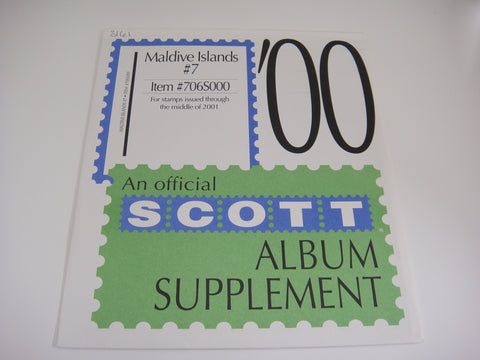 3161
Maldive Islands
#7
Item #706S000
For stamps issued through
the middle of 2001
'00
An official
SCOTT
ALBUM
SUPPLEMENT